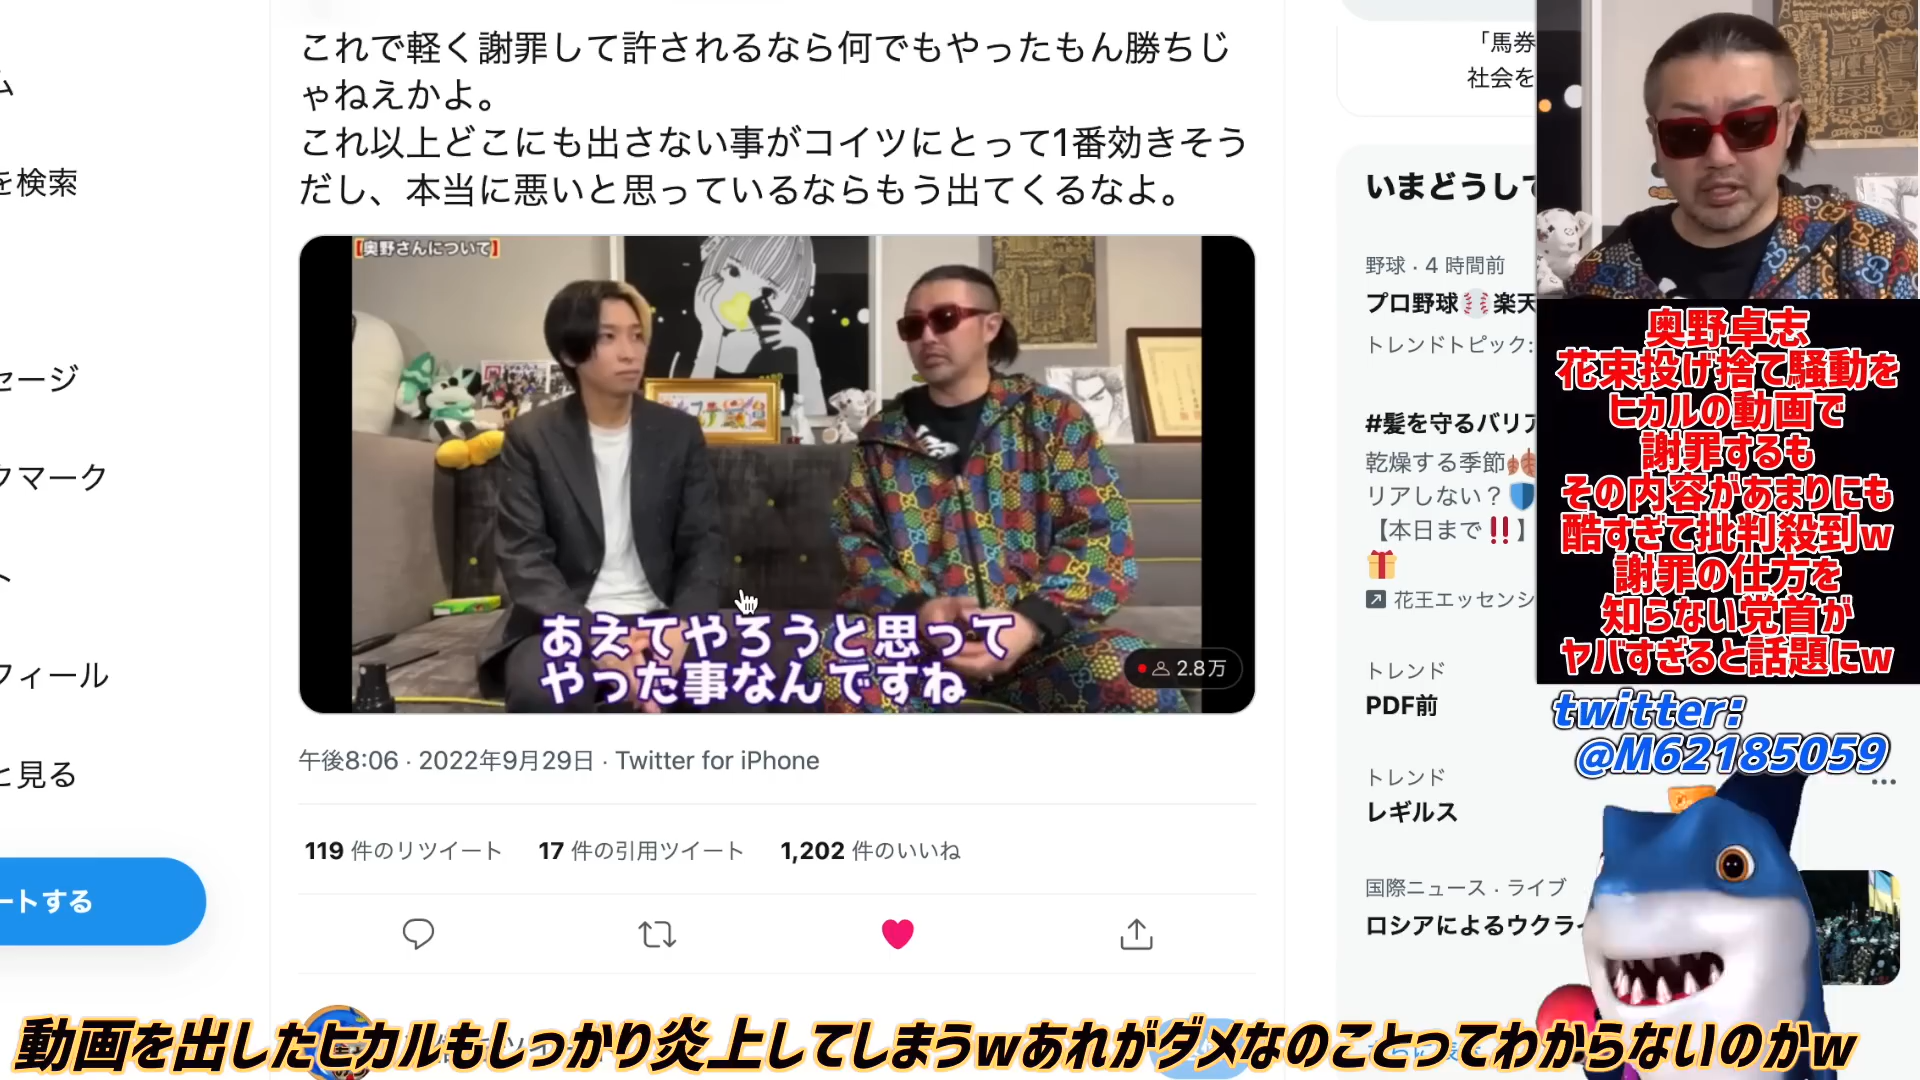 これで軽く謝罪して許されるなら何でもやったもん勝ちじ
ゃねえかよ。
これ以上どこにも出さない事がコイツにとって1番効きそう
だし、本当に悪いと思っているならもう出てくるなよ。
【奥野さんについて】
あえてやろうと思って
やった事なんですね
2.8万
午後8:06 · 2022年9月29日 · Twitter for iPhone
119 件のリツイート 17 件の引用ツイート 1,202 件のいいね
ム
を検索
セージ
クマーク
ト
フィール
と見る
ートする
「馬券
社会を
いまどうして
野球 · 4 時間前
プロ野球⚾楽天
トレンドトピック:
#髪を守るバリア
乾燥する季節🍂
リアしない？🛡
【本日まで‼】
🎁
花王エッセンシ
トレンド
PDF前
トレンド
レギルス
国際ニュース · ライブ
ロシアによるウクライ
奥野卓志
花束投げ捨て騒動を
ヒカルの動画で
謝罪するも
その内容があまりにも
酷すぎて批判殺到w
謝罪の仕方を
知らない党首が
ヤバすぎると話題にw
twitter:
@M62185059
動画を出したヒカルもしっかり炎上してしまうwあれがダメなのことってわからないのかw